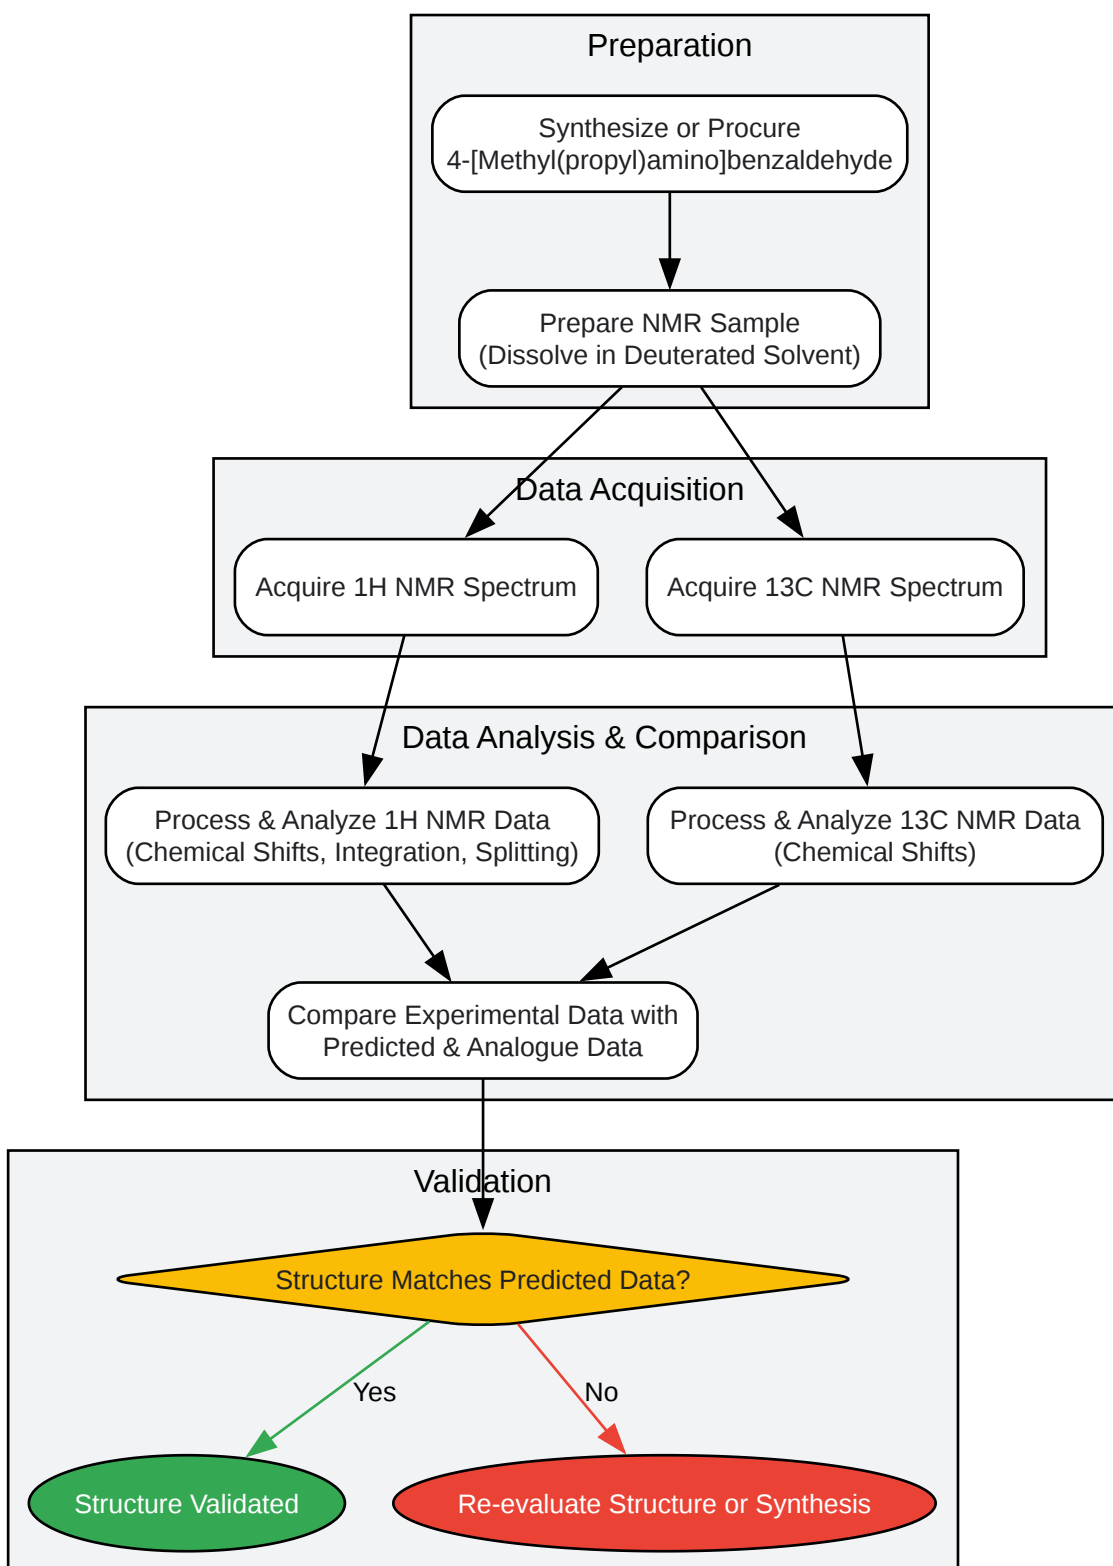 Preparation
Synthesize or Procure
4-[Methyl(propyl)amino]benzaldehyde
Prepare NMR Sample
(Dissolve in Deuterated Solvent)
Data Acquisition
Acquire 1H NMR Spectrum
Acquire 13C NMR Spectrum
Data Analysis & Comparison
Process & Analyze 1H NMR Data
(Chemical Shifts, Integration, Splitting)
Process & Analyze 13C NMR Data
(Chemical Shifts)
Compare Experimental Data with
Predicted & Analogue Data
Validation
Structure Matches Predicted Data?
Yes
No
Structure Validated
Re-evaluate Structure or Synthesis